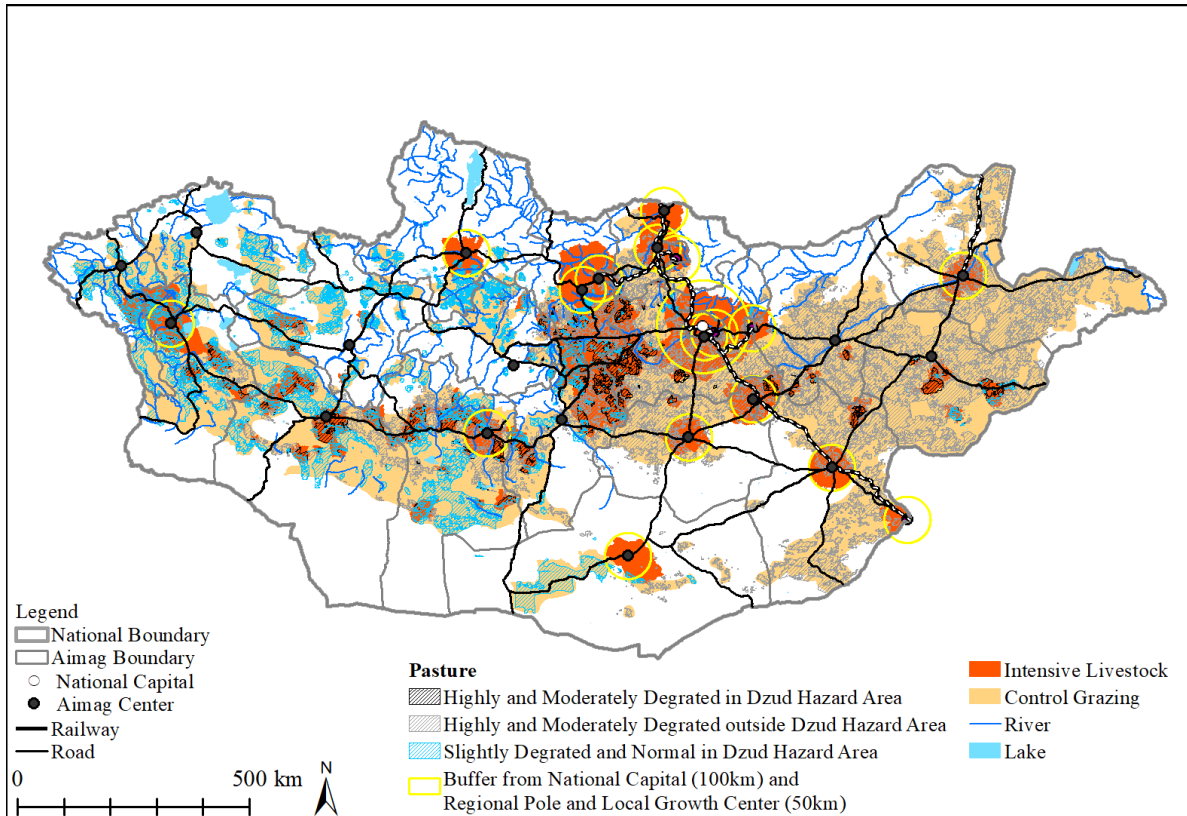 Legend
National Boundary
Aimag Boundary
National Capital
Aimag Center
Railway
Road
0 500 km
N
Pasture
Highly and Moderately Degrated in Dzud Hazard Area
Highly and Moderately Degrated outside Dzud Hazard Area
Slightly Degrated and Normal in Dzud Hazard Area
Buffer from National Capital (100km) and
Regional Pole and Local Growth Center (50km)
Intensive Livestock
Control Grazing
River
Lake